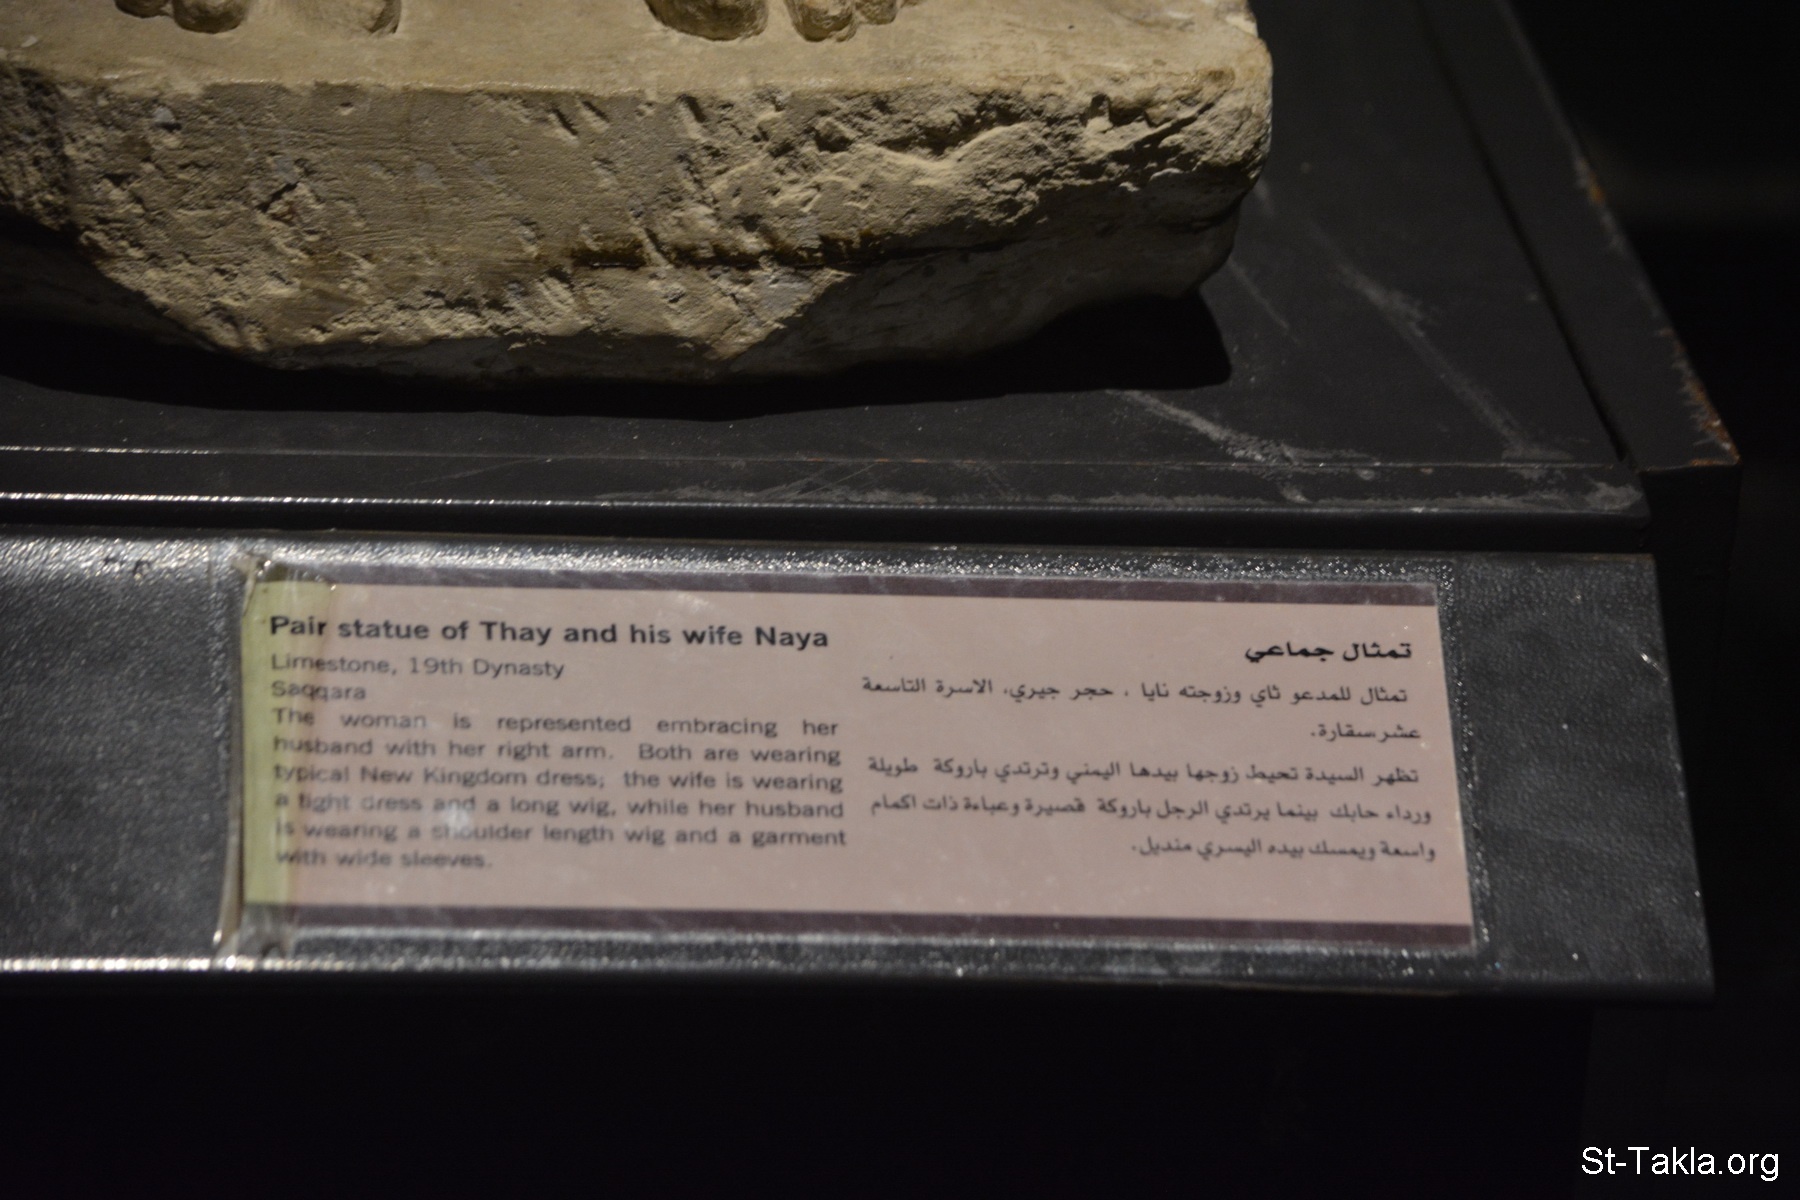 Pair statue of Thay and his wife Naya
Limestone, 19th Dynasty
Saqqara
The woman is represented embracing her
husband with her right arm. Both are wearing
typical New Kingdom dress; the wife is wearing
a tight dress and a long wig, while her husband
is wearing a shoulder length wig and a garment
with wide sleeves.
تمثال جماعي
تمثال للمدعو ثاي وزوجته نايا ، حجر جيري، الاسرة التاسعة
عشر،سقارة.
تظهر السيدة تحيط زوجها بيدها اليمني وترتدي باروكة طويلة
ورداء حابك بينما يرتدي الرجل باروكة قصيرة وعباءة ذات اكمام
واسعة ويمسك بيده اليسري منديل.
St-Takla.org